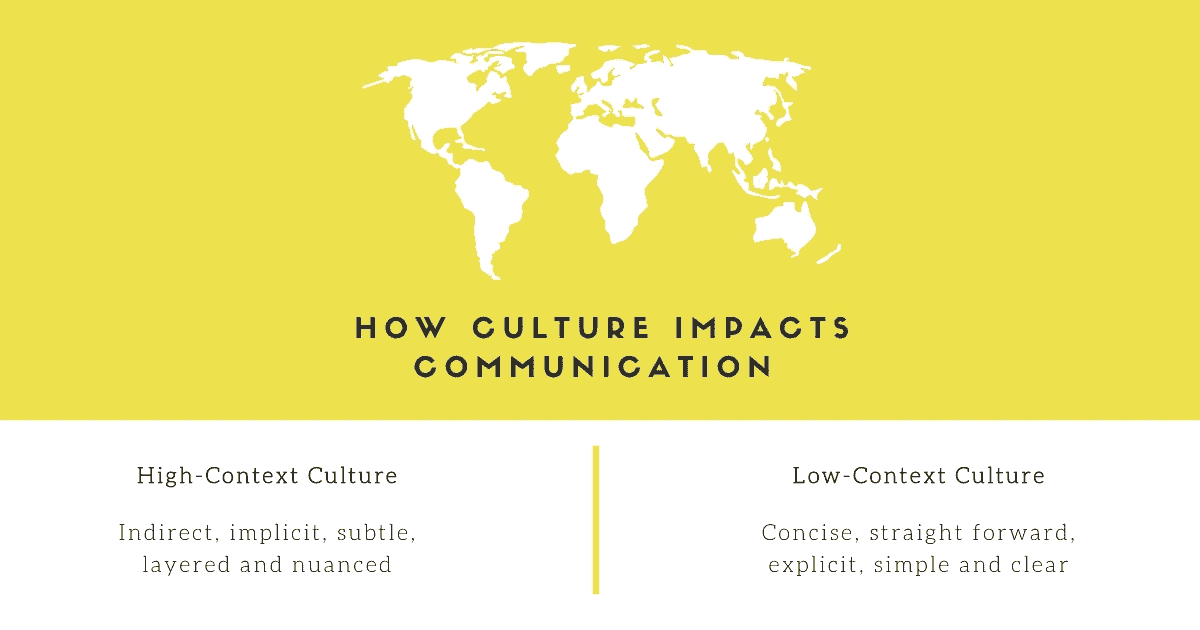 HOW CULTURE IMPACTS
COMMUNICATION
High-Context Culture
Indirect, implicit, subtle,
layered and nuanced
Low-Context Culture
Concise, straight forward,
explicit, simple and clear